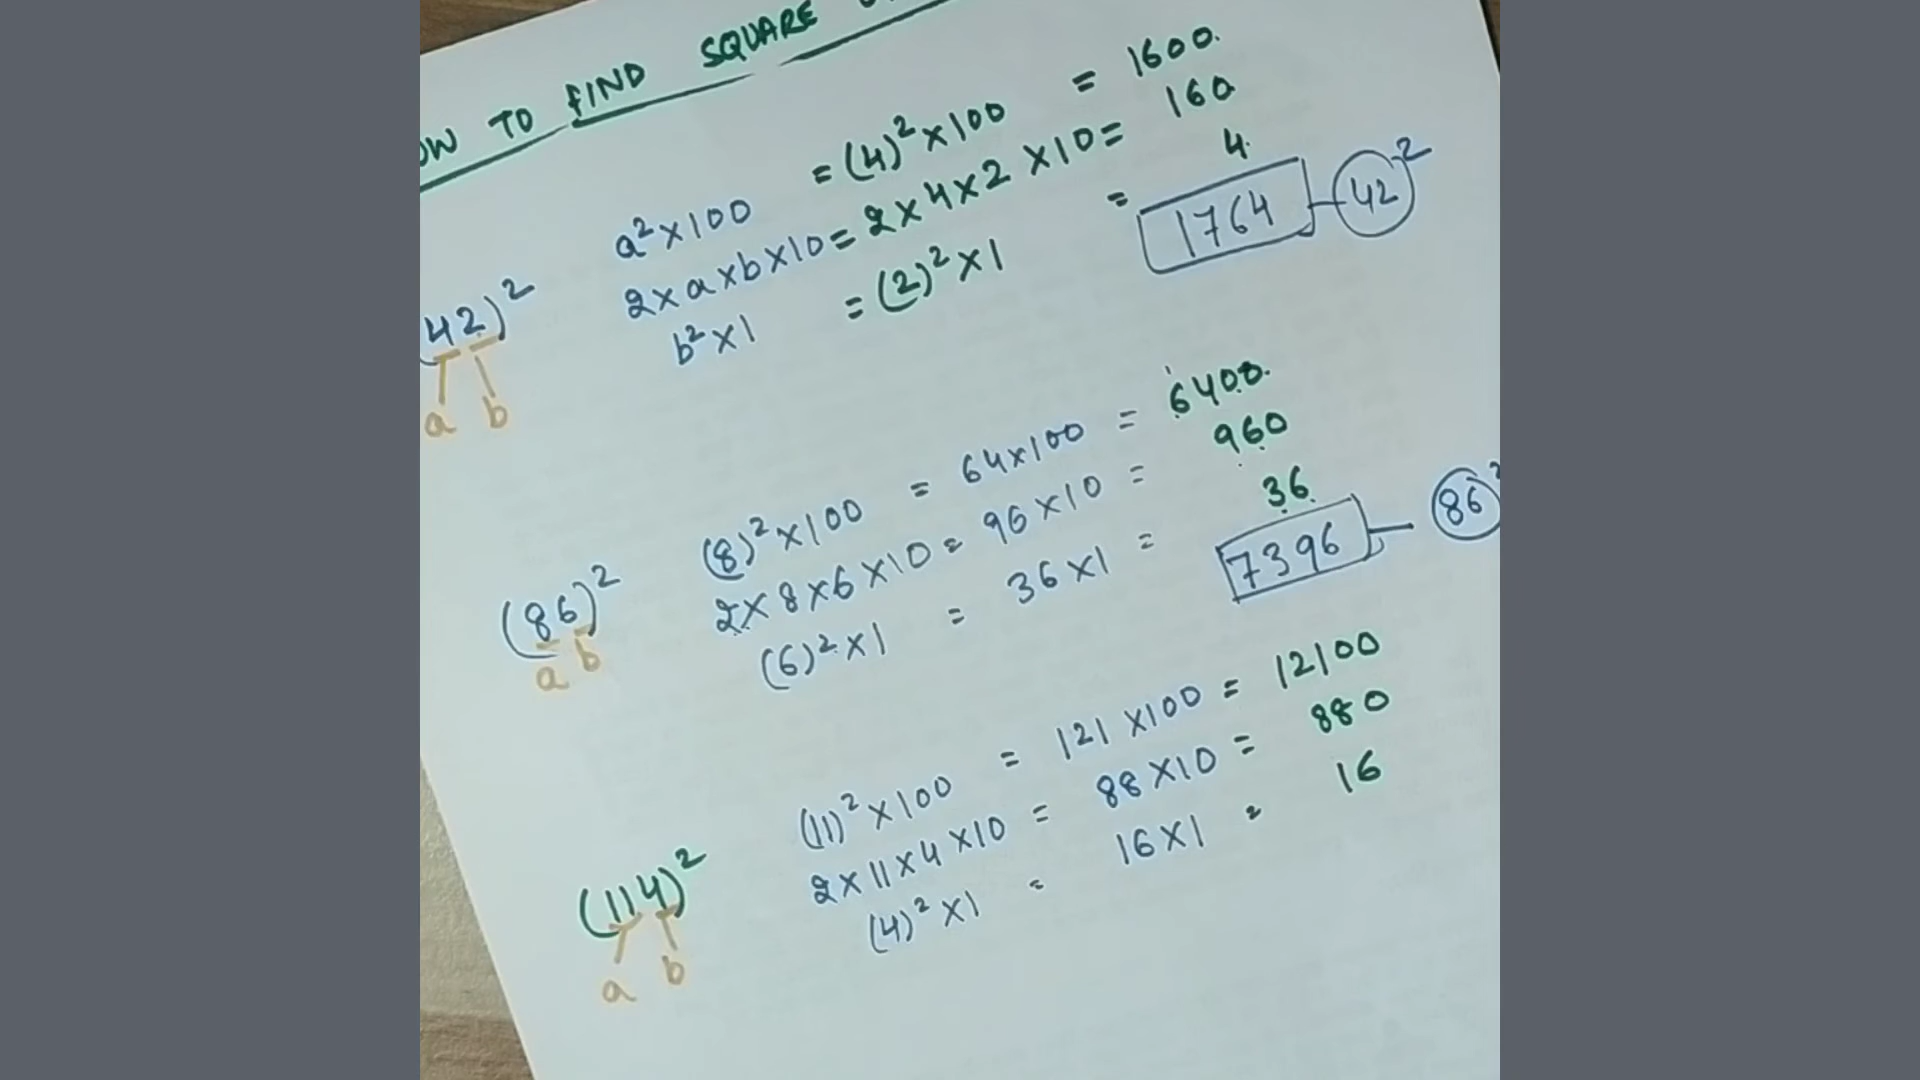 OW TO FIND SQUARE
(42)²
a b
a²×100 = (4)²×100 = 1600.
2×a×b×10 = 2×4×2×10 = 160
b²×1 = (2)²×1 = 4.
1764 42²
(86)²
a b
(8)²×100 = 64×100 = 6400.
2×8×6×10 = 96×10 = 960
(6)²×1 = 36×1 = 36
7396 86²
(114)²
a b
(11)²×100 = 121×100 = 12100
2×11×4×10 = 88×10 = 880
(4)²×1 = 16×1 = 16